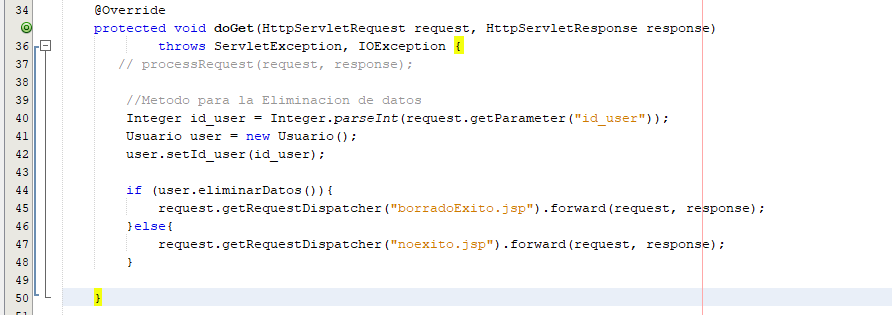 34 @Override
protected void doGet(HttpServletRequest request, HttpServletResponse response)
36 throws ServletException, IOException {
37 // processRequest(request, response);
38
39 //Metodo para la Eliminacion de datos
40 Integer id_user = Integer.parseInt(request.getParameter("id_user"));
41 Usuario user = new Usuario();
42 user.setId_user(id_user);
43
44 if (user.eliminarDatos()){
45 request.getRequestDispatcher("borradoExito.jsp").forward(request, response);
46 }else{
47 request.getRequestDispatcher("noexito.jsp").forward(request, response);
48 }
49
50 }